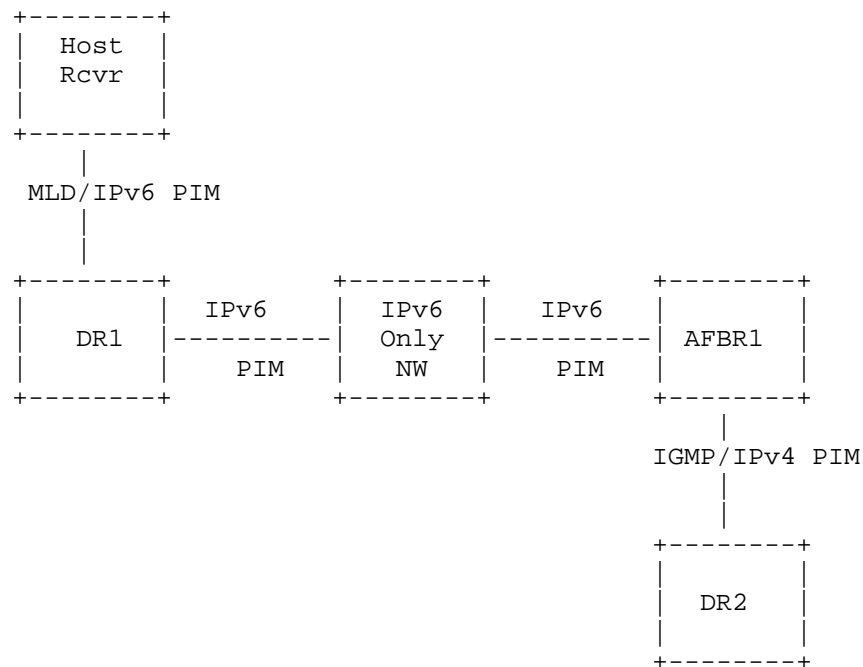 Host
Rcvr
MLD/IPv6 PIM
IPv6 IPv6 IPv6
DR1 Only AFBR1
PIM NW PIM
IGMP/IPv4 PIM
DR2